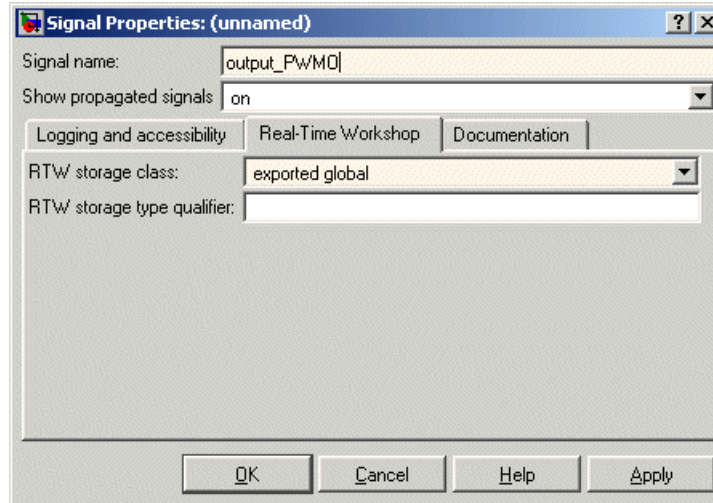 Signal Properties: (unnamed)
Signal name: output_PWM0
Show propagated signals on
Logging and accessibility Real-Time Workshop Documentation
RTW storage class: exported global
RTW storage type qualifier:
OK Cancel Help Apply